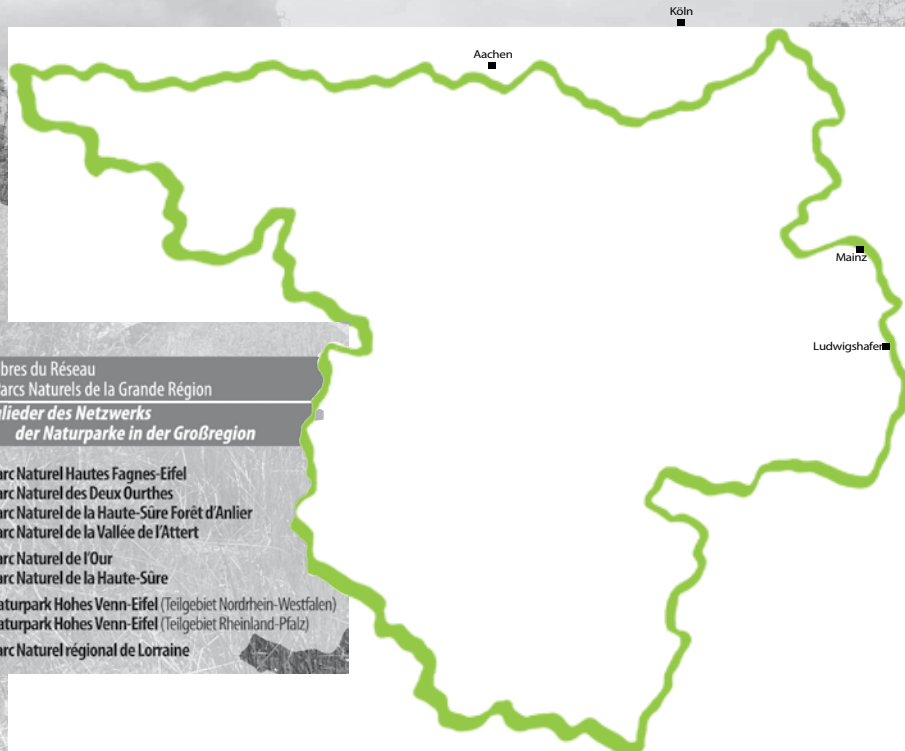 Köln
Aachen
Mainz
Ludwigshafen
bres du Réseau
Parcs Naturels de la Grande Région
glieder des Netzwerks
der Naturparke in der Großregion
arc Naturel Hautes Fagnes-Eifel
arc Naturel des Deux Ourthes
arc Naturel de la Haute-Sûre Forêt d'Anlier
arc Naturel de la Vallée de l'Attert
arc Naturel de l'Our
arc Naturel de la Haute-Sûre
aturpark Hohes Venn-Eifel (Teilgebiet Nordrhein-Westfalen)
aturpark Hohes Venn-Eifel (Teilgebiet Rheinland-Pfalz)
arc Naturel régional de Lorraine